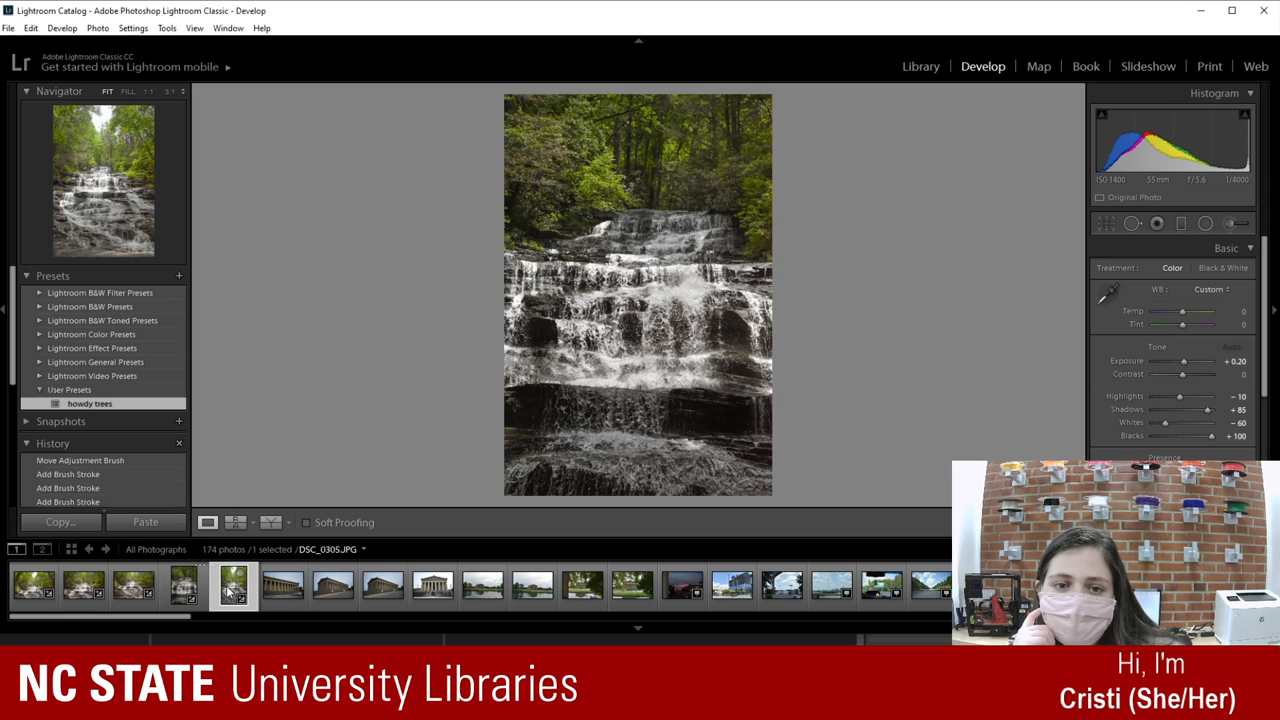 Lightroom Catalog - Adobe Photoshop Lightroom Classic - Develop
File Edit Develop Photo Settings Tools View Window Help
Lr
Adobe Lightroom Classic CC
Get started with Lightroom mobile
Library Develop Map Book Slideshow Print Web
Navigator FIT FILL 1:1 3:1
Presets
Lightroom B&W Filter Presets
Lightroom B&W Presets
Lightroom B&W Toned Presets
Lightroom Color Presets
Lightroom Effect Presets
Lightroom General Presets
Lightroom Video Presets
User Presets
howdy trees
Snapshots
History
Move Adjustment Brush
Add Brush Stroke
Add Brush Stroke
Add Brush Stroke
Copy... Paste
Soft Proofing
Histogram
ISO 1400 55 mm f/5.6 1/4000
Original Photo
Basic
Treatment : Color Black & White
WB : Custom
Temp 0
Tint 0
Tone Auto
Exposure + 0.20
Contrast 0
Highlights - 10
Shadows + 85
Whites - 60
Blacks + 100
Presence
1 2 All Photographs 174 photos / 1 selected / DSC_0305.JPG
NC STATE University Libraries
Hi, I'm
Cristi (She/Her)